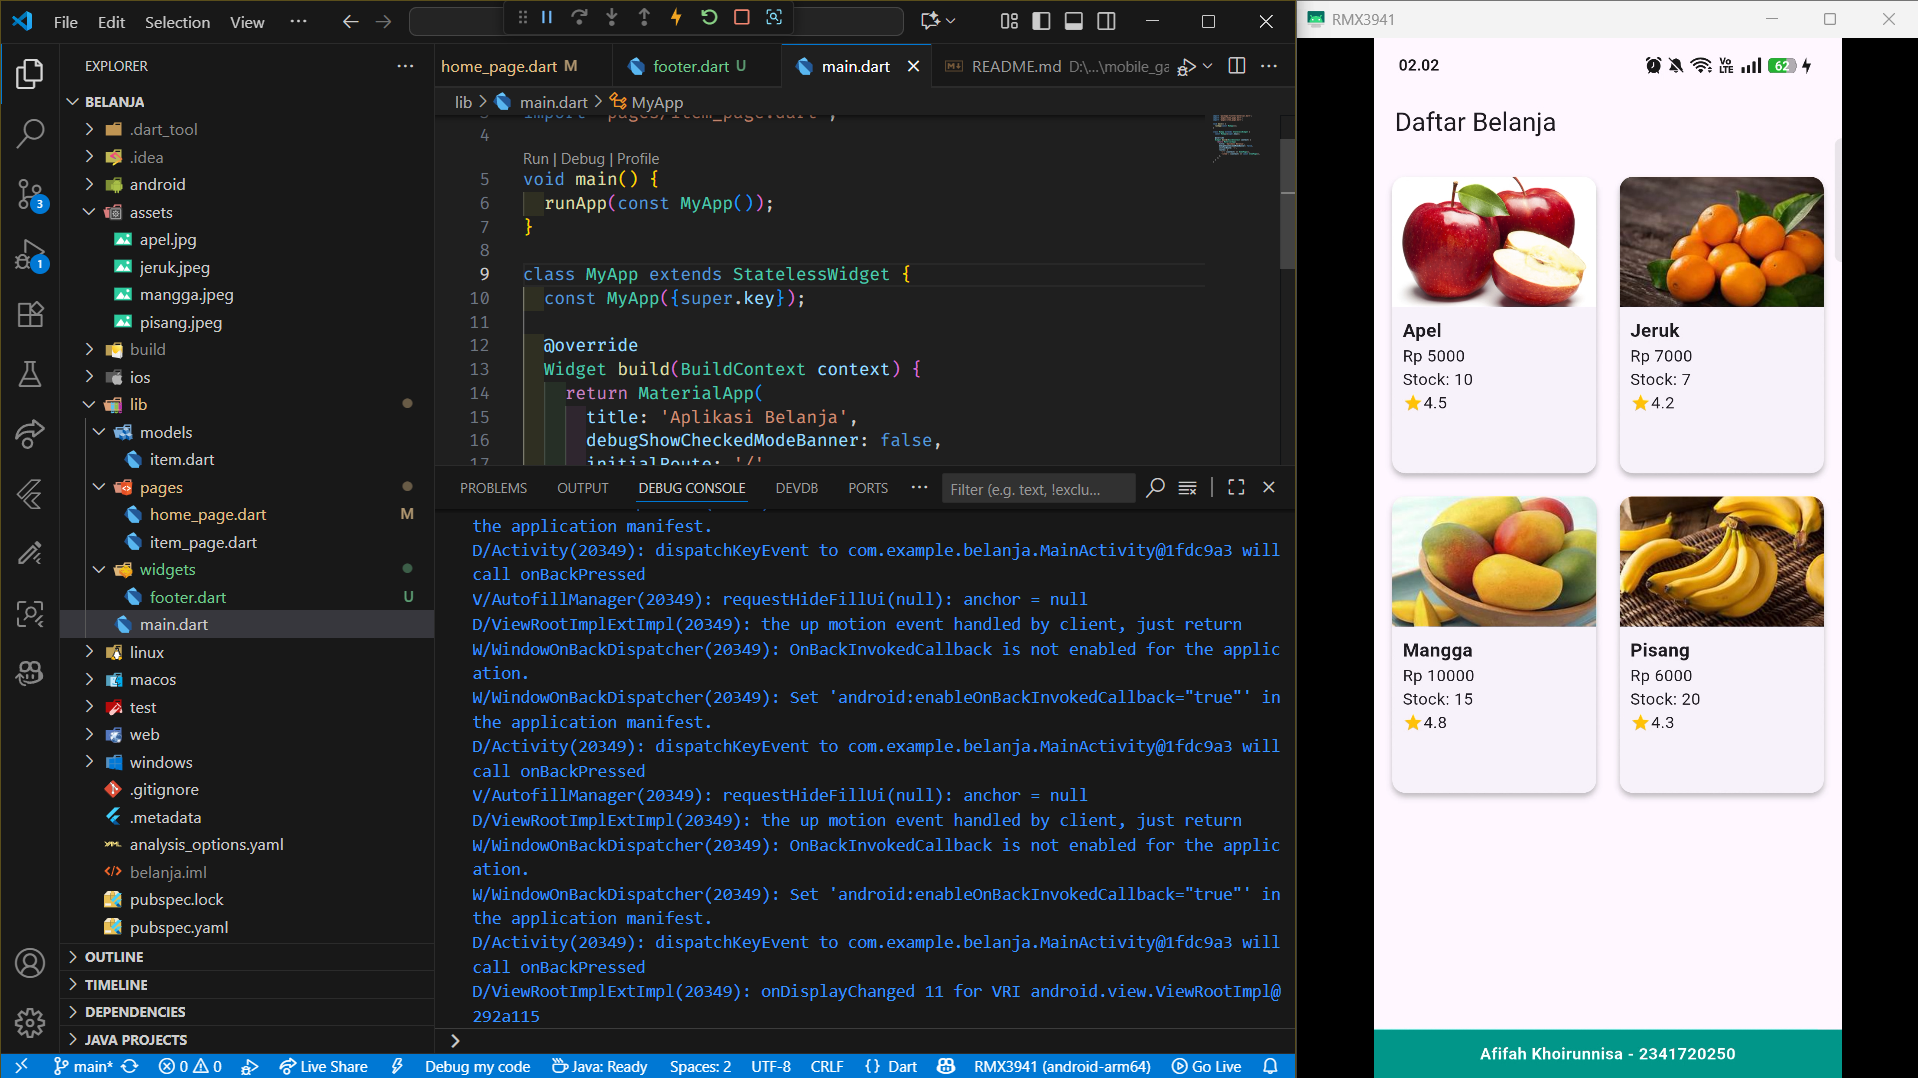 File Edit Selection View ···
RMX3941
EXPLORER
BELANJA
.dart_tool
.idea
android
assets
apel.jpg
jeruk.jpeg
mangga.jpeg
pisang.jpeg
build
ios
lib
models
item.dart
pages
home_page.dart M
item_page.dart
widgets
footer.dart U
main.dart
linux
macos
test
web
windows
.gitignore
.metadata
analysis_options.yaml
belanja.iml
pubspec.lock
pubspec.yaml
OUTLINE
TIMELINE
DEPENDENCIES
JAVA PROJECTS
3
1
home_page.dart M
footer.dart U
main.dart
README.md D:\...\mobile_ga
lib > main.dart > MyApp
3 import 'pages/item_page.dart';
4
Run | Debug | Profile
5 void main() {
6 runApp(const MyApp());
7 }
8
9 class MyApp extends StatelessWidget {
10 const MyApp({super.key});
11
12 @override
13 Widget build(BuildContext context) {
14 return MaterialApp(
15 title: 'Aplikasi Belanja',
16 debugShowCheckedModeBanner: false,
17 initialRoute: '/'
PROBLEMS OUTPUT DEBUG CONSOLE DEVDB PORTS ··· Filter (e.g. text, !exclu...
the application manifest.
D/Activity(20349): dispatchKeyEvent to com.example.belanja.MainActivity@1fdc9a3 will
call onBackPressed
V/AutofillManager(20349): requestHideFillUi(null): anchor = null
D/ViewRootImplExtImpl(20349): the up motion event handled by client, just return
W/WindowOnBackDispatcher(20349): OnBackInvokedCallback is not enabled for the applic
ation.
W/WindowOnBackDispatcher(20349): Set 'android:enableOnBackInvokedCallback="true"' in
the application manifest.
D/Activity(20349): dispatchKeyEvent to com.example.belanja.MainActivity@1fdc9a3 will
call onBackPressed
V/AutofillManager(20349): requestHideFillUi(null): anchor = null
D/ViewRootImplExtImpl(20349): the up motion event handled by client, just return
W/WindowOnBackDispatcher(20349): OnBackInvokedCallback is not enabled for the applic
ation.
W/WindowOnBackDispatcher(20349): Set 'android:enableOnBackInvokedCallback="true"' in
the application manifest.
D/Activity(20349): dispatchKeyEvent to com.example.belanja.MainActivity@1fdc9a3 will
call onBackPressed
D/ViewRootImplExtImpl(20349): onDisplayChanged 11 for VRI android.view.ViewRootImpl@
292a115
main* 0 0 Live Share Debug my code Java: Ready Spaces: 2 UTF-8 CRLF {} Dart RMX3941 (android-arm64) Go Live
02.02 Vo LTE 62
Daftar Belanja
Apel
Rp 5000
Stock: 10
4.5
Jeruk
Rp 7000
Stock: 7
4.2
Mangga
Rp 10000
Stock: 15
4.8
Pisang
Rp 6000
Stock: 20
4.3
Afifah Khoirunnisa - 2341720250